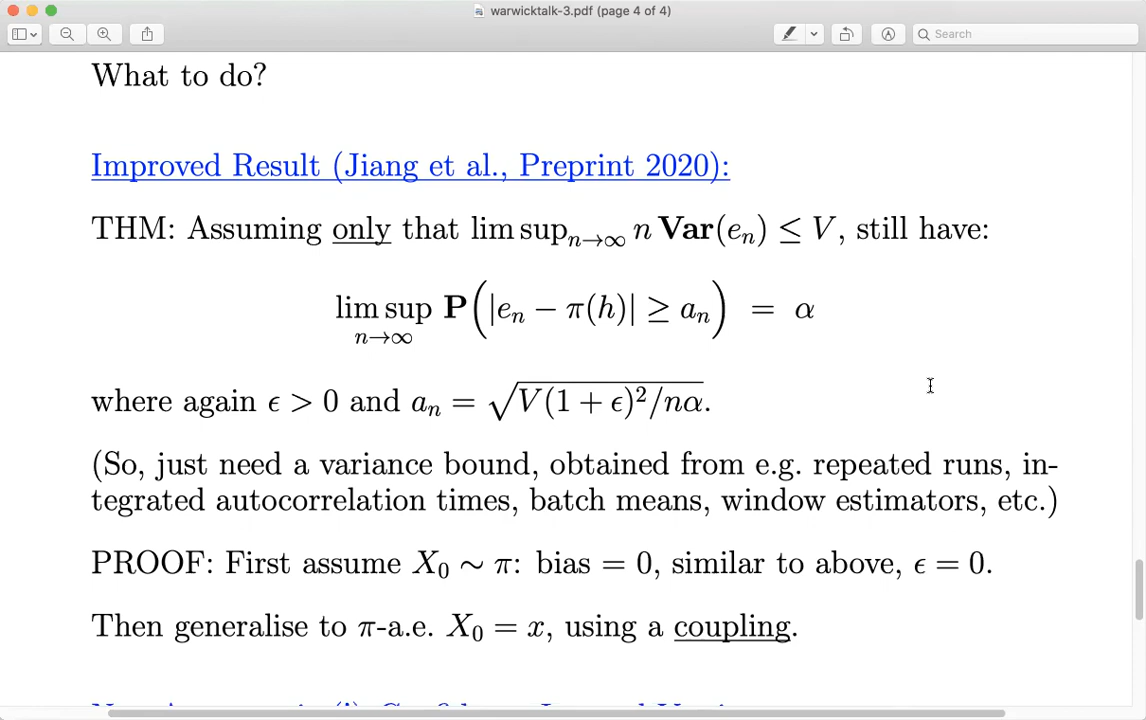 warwicktalk-3.pdf (page 4 of 4)
Search
What to do?
Improved Result (Jiang et al., Preprint 2020):
THM: Assuming only that lim sup_{n→∞} n Var(e_n) ≤ V, still have:
lim sup_{n→∞} P(|e_n − π(h)| ≥ a_n) = α
where again ϵ > 0 and a_n = √(V(1 + ϵ)²/nα).
(So, just need a variance bound, obtained from e.g. repeated runs, in-
tegrated autocorrelation times, batch means, window estimators, etc.)
PROOF: First assume X_0 ∼ π: bias = 0, similar to above, ϵ = 0.
Then generalise to π-a.e. X_0 = x, using a coupling.